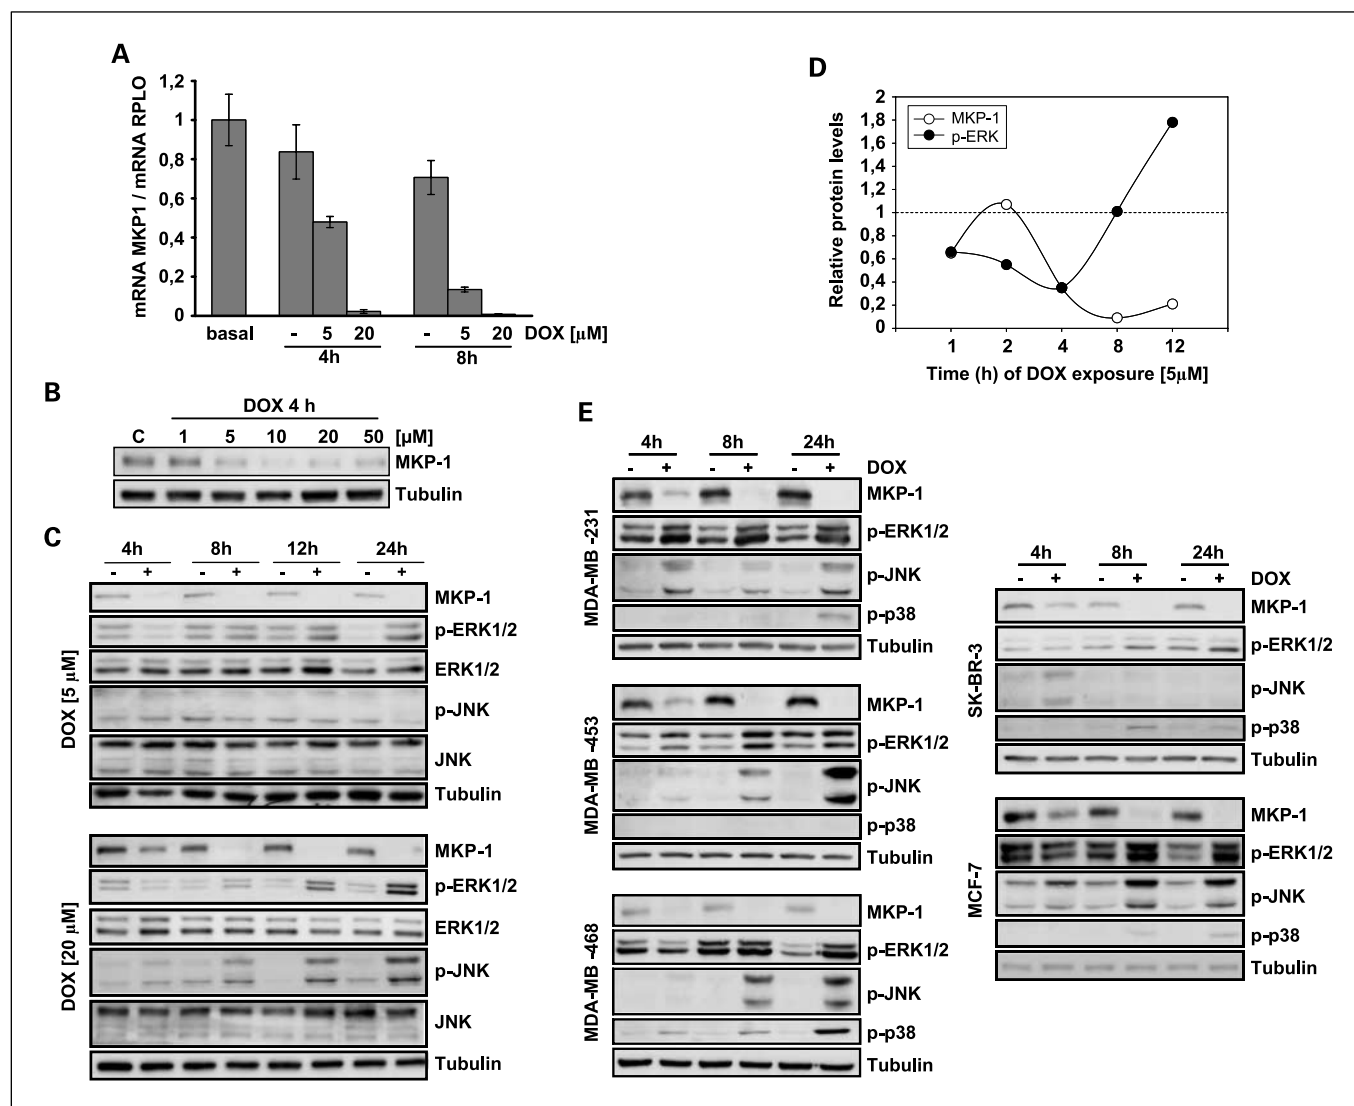 A
mRNA MKP1 / mRNA RPLO
1,2
1
0,8
0,6
0,4
0,2
0
basal
- 5 20
- 5 20
DOX [µM]
4h
8h
B
DOX 4 h
C 1 5 10 20 50 [µM]
MKP-1
Tubulin
C
4h 8h 12h 24h
- + - + - + - +
DOX [5 µM]
MKP-1
p-ERK1/2
ERK1/2
p-JNK
JNK
Tubulin
DOX [20 µM]
MKP-1
p-ERK1/2
ERK1/2
p-JNK
JNK
Tubulin
D
Relative protein levels
2
1,8
1,6
1,4
1,2
1
0,8
0,6
0,4
0,2
0
MKP-1
p-ERK
1 2 4 8 12
Time (h) of DOX exposure [5µM]
E
4h 8h 24h
- + - + - + DOX
MDA-MB -231
MKP-1
p-ERK1/2
p-JNK
p-p38
Tubulin
MDA-MB -453
MKP-1
p-ERK1/2
p-JNK
p-p38
Tubulin
MDA-MB -468
MKP-1
p-ERK1/2
p-JNK
p-p38
Tubulin
4h 8h 24h
- + - + - + DOX
SK-BR-3
MKP-1
p-ERK1/2
p-JNK
p-p38
Tubulin
MCF-7
MKP-1
p-ERK1/2
p-JNK
p-p38
Tubulin